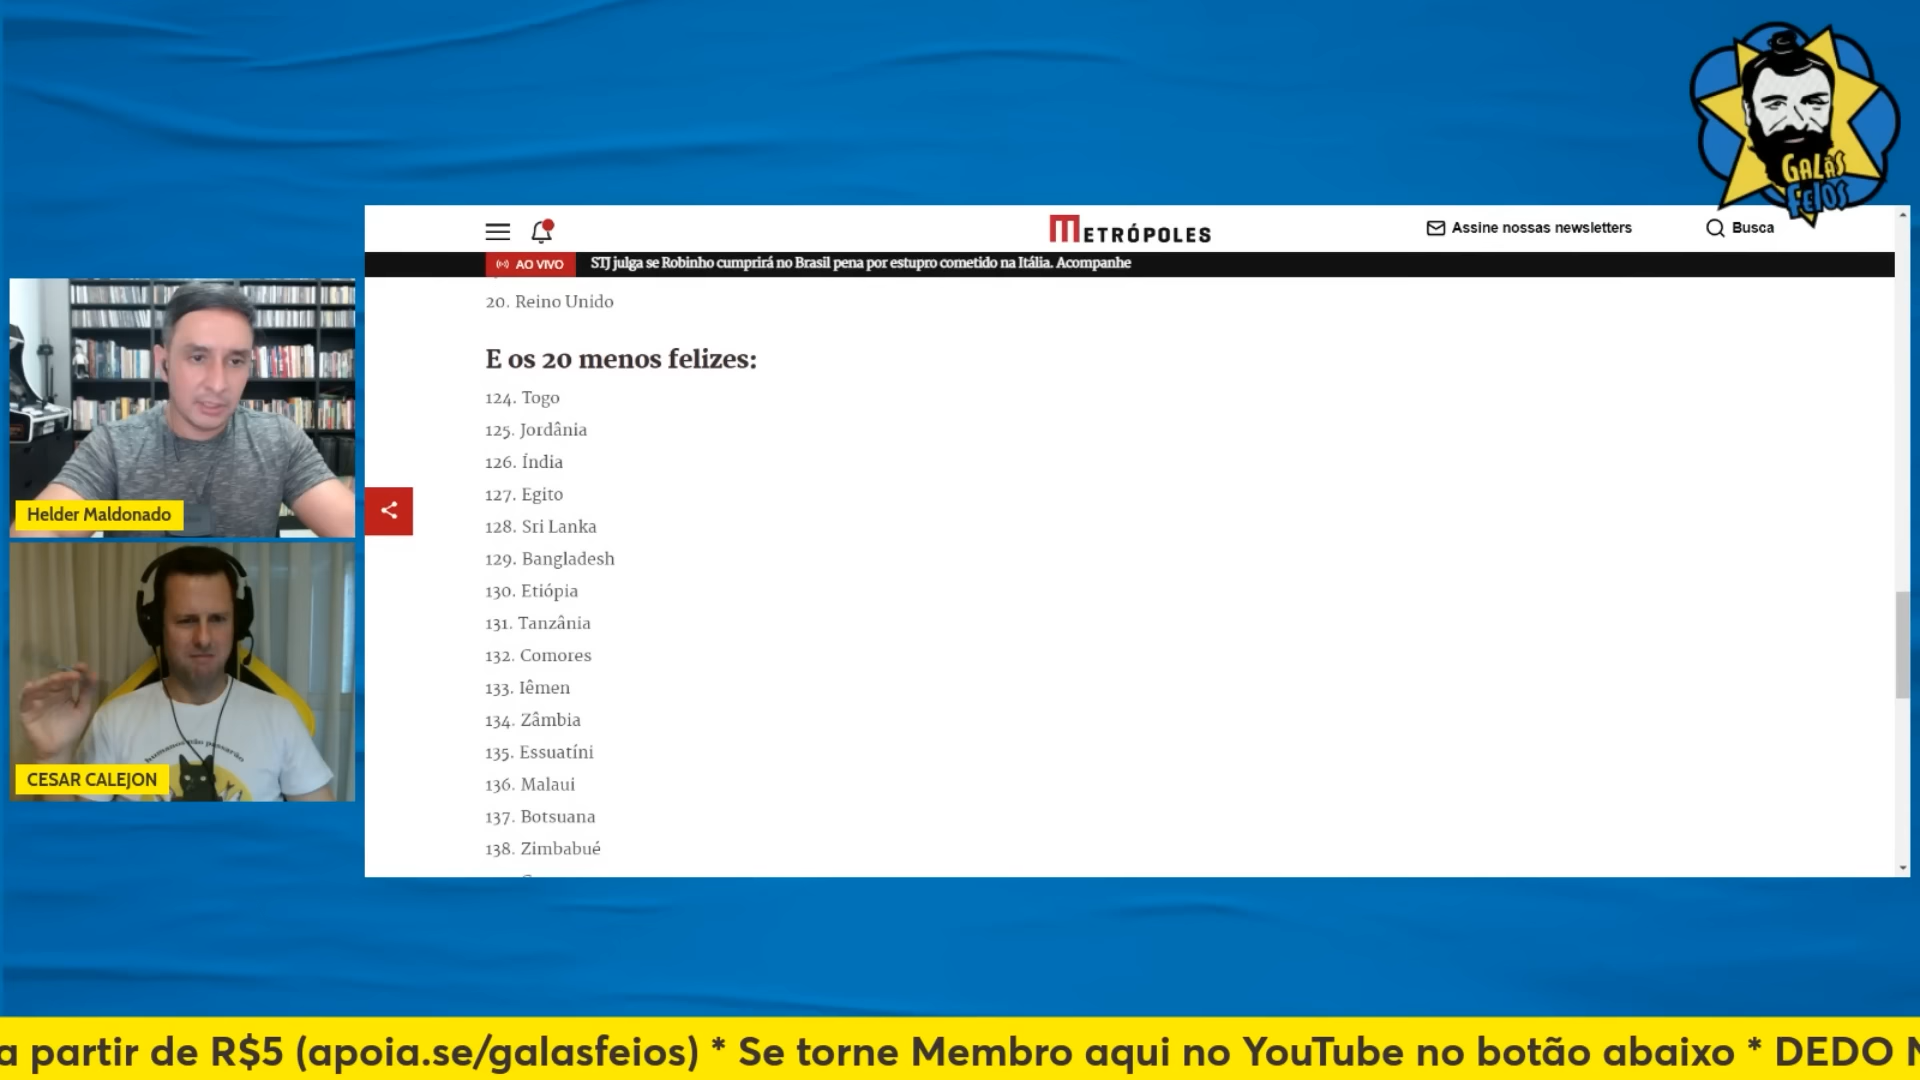 GALÃS
FEIOS
METRÓPOLES
Assine nossas newsletters
Busca
AO VIVO
STJ julga se Robinho cumprirá no Brasil pena por estupro cometido na Itália. Acompanhe
20. Reino Unido
E os 20 menos felizes:
124. Togo
125. Jordânia
126. Índia
127. Egito
128. Sri Lanka
129. Bangladesh
130. Etiópia
131. Tanzânia
132. Comores
133. Iêmen
134. Zâmbia
135. Essuatíni
136. Malaui
137. Botsuana
138. Zimbabué
Helder Maldonado
humanos não passarão
CESAR CALEJON
a partir de R$5 (apoia.se/galasfeios) * Se torne Membro aqui no YouTube no botão abaixo * DEDO